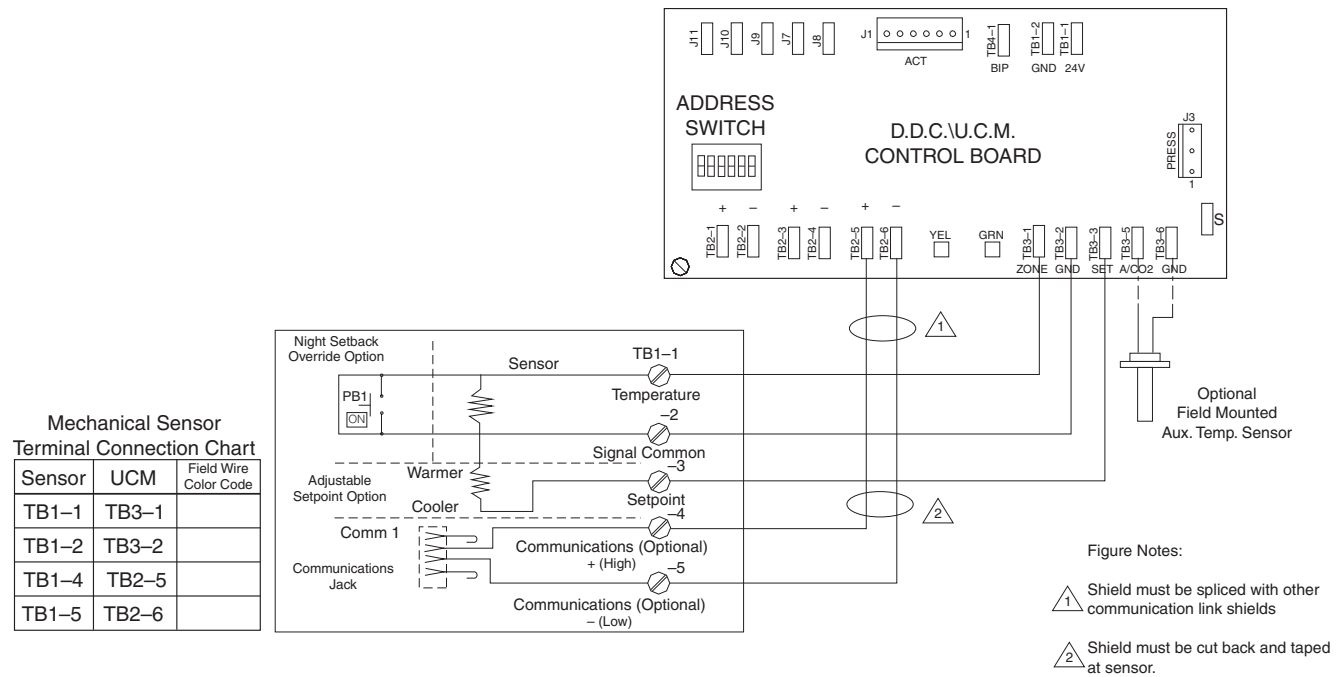 J11
J10
J9
J7
J8
J1
1
ACT
TB4–1
BIP
TB1–2
GND
TB1–1
24V
ADDRESS
SWITCH
D.D.C.\U.C.M.
CONTROL BOARD
J3
PRESS
1
S
+ – + – + –
TB2–1
TB2–2
TB2–3
TB2–4
TB2–5
TB2–6
YEL
GRN
TB3–1
TB3–2
TB3–3
TB3–5
TB3–6
ZONE GND SET A/CO2 GND
1
Night Setback
Override Option
Sensor
TB1–1
Temperature
PB1
ON
–2
Signal Common
Warmer
–3
Setpoint
Adjustable
Setpoint Option
Cooler
–4
Comm 1
Communications (Optional)
+ (High)
Communications
Jack
–5
Communications (Optional)
– (Low)
2
Optional
Field Mounted
Aux. Temp. Sensor
Mechanical Sensor
Terminal Connection Chart
Sensor UCM Field Wire
Color Code
TB1–1 TB3–1
TB1–2 TB3–2
TB1–4 TB2–5
TB1–5 TB2–6
Figure Notes:
1 Shield must be spliced with other
communication link shields
2 Shield must be cut back and taped
at sensor.